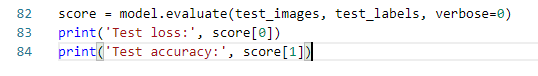 82 score = model.evaluate(test_images, test_labels, verbose=0)
83 print('Test loss:', score[0])
84 print('Test accuracy:', score[1])